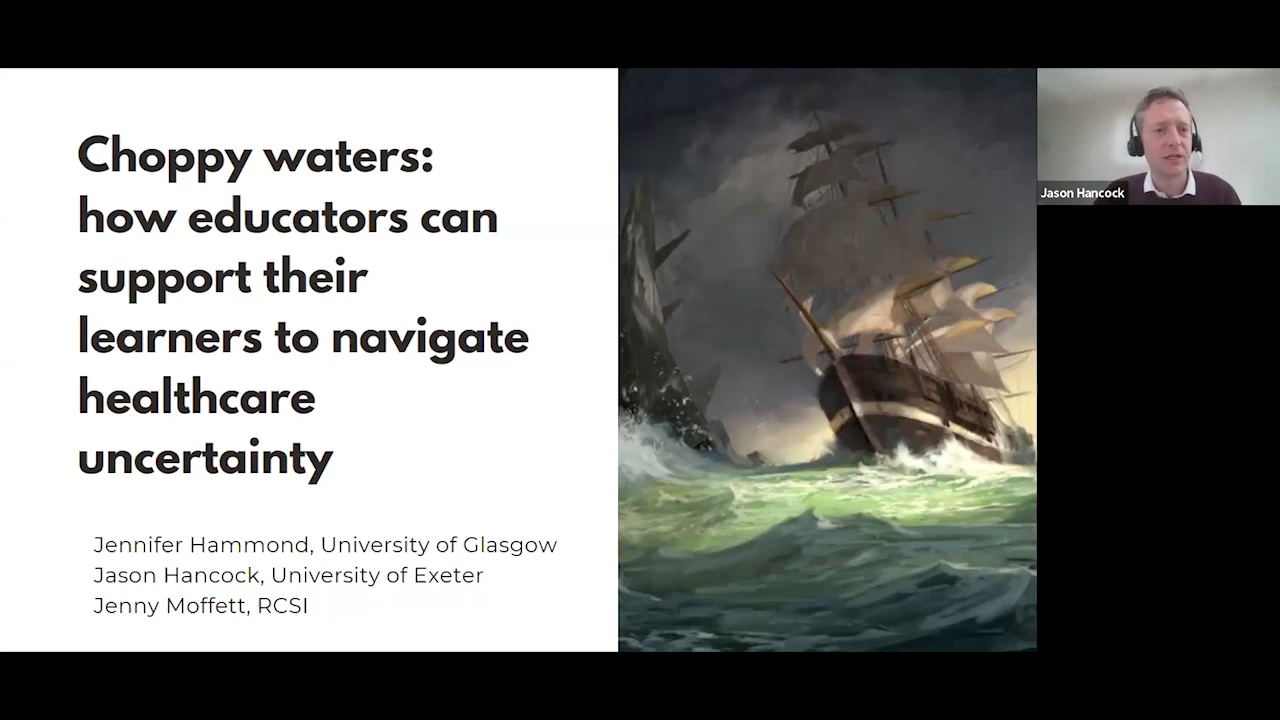 Choppy waters:
how educators can
support their
learners to navigate
healthcare
uncertainty
Jennifer Hammond, University of Glasgow
Jason Hancock, University of Exeter
Jenny Moffett, RCSI
Jason Hancock